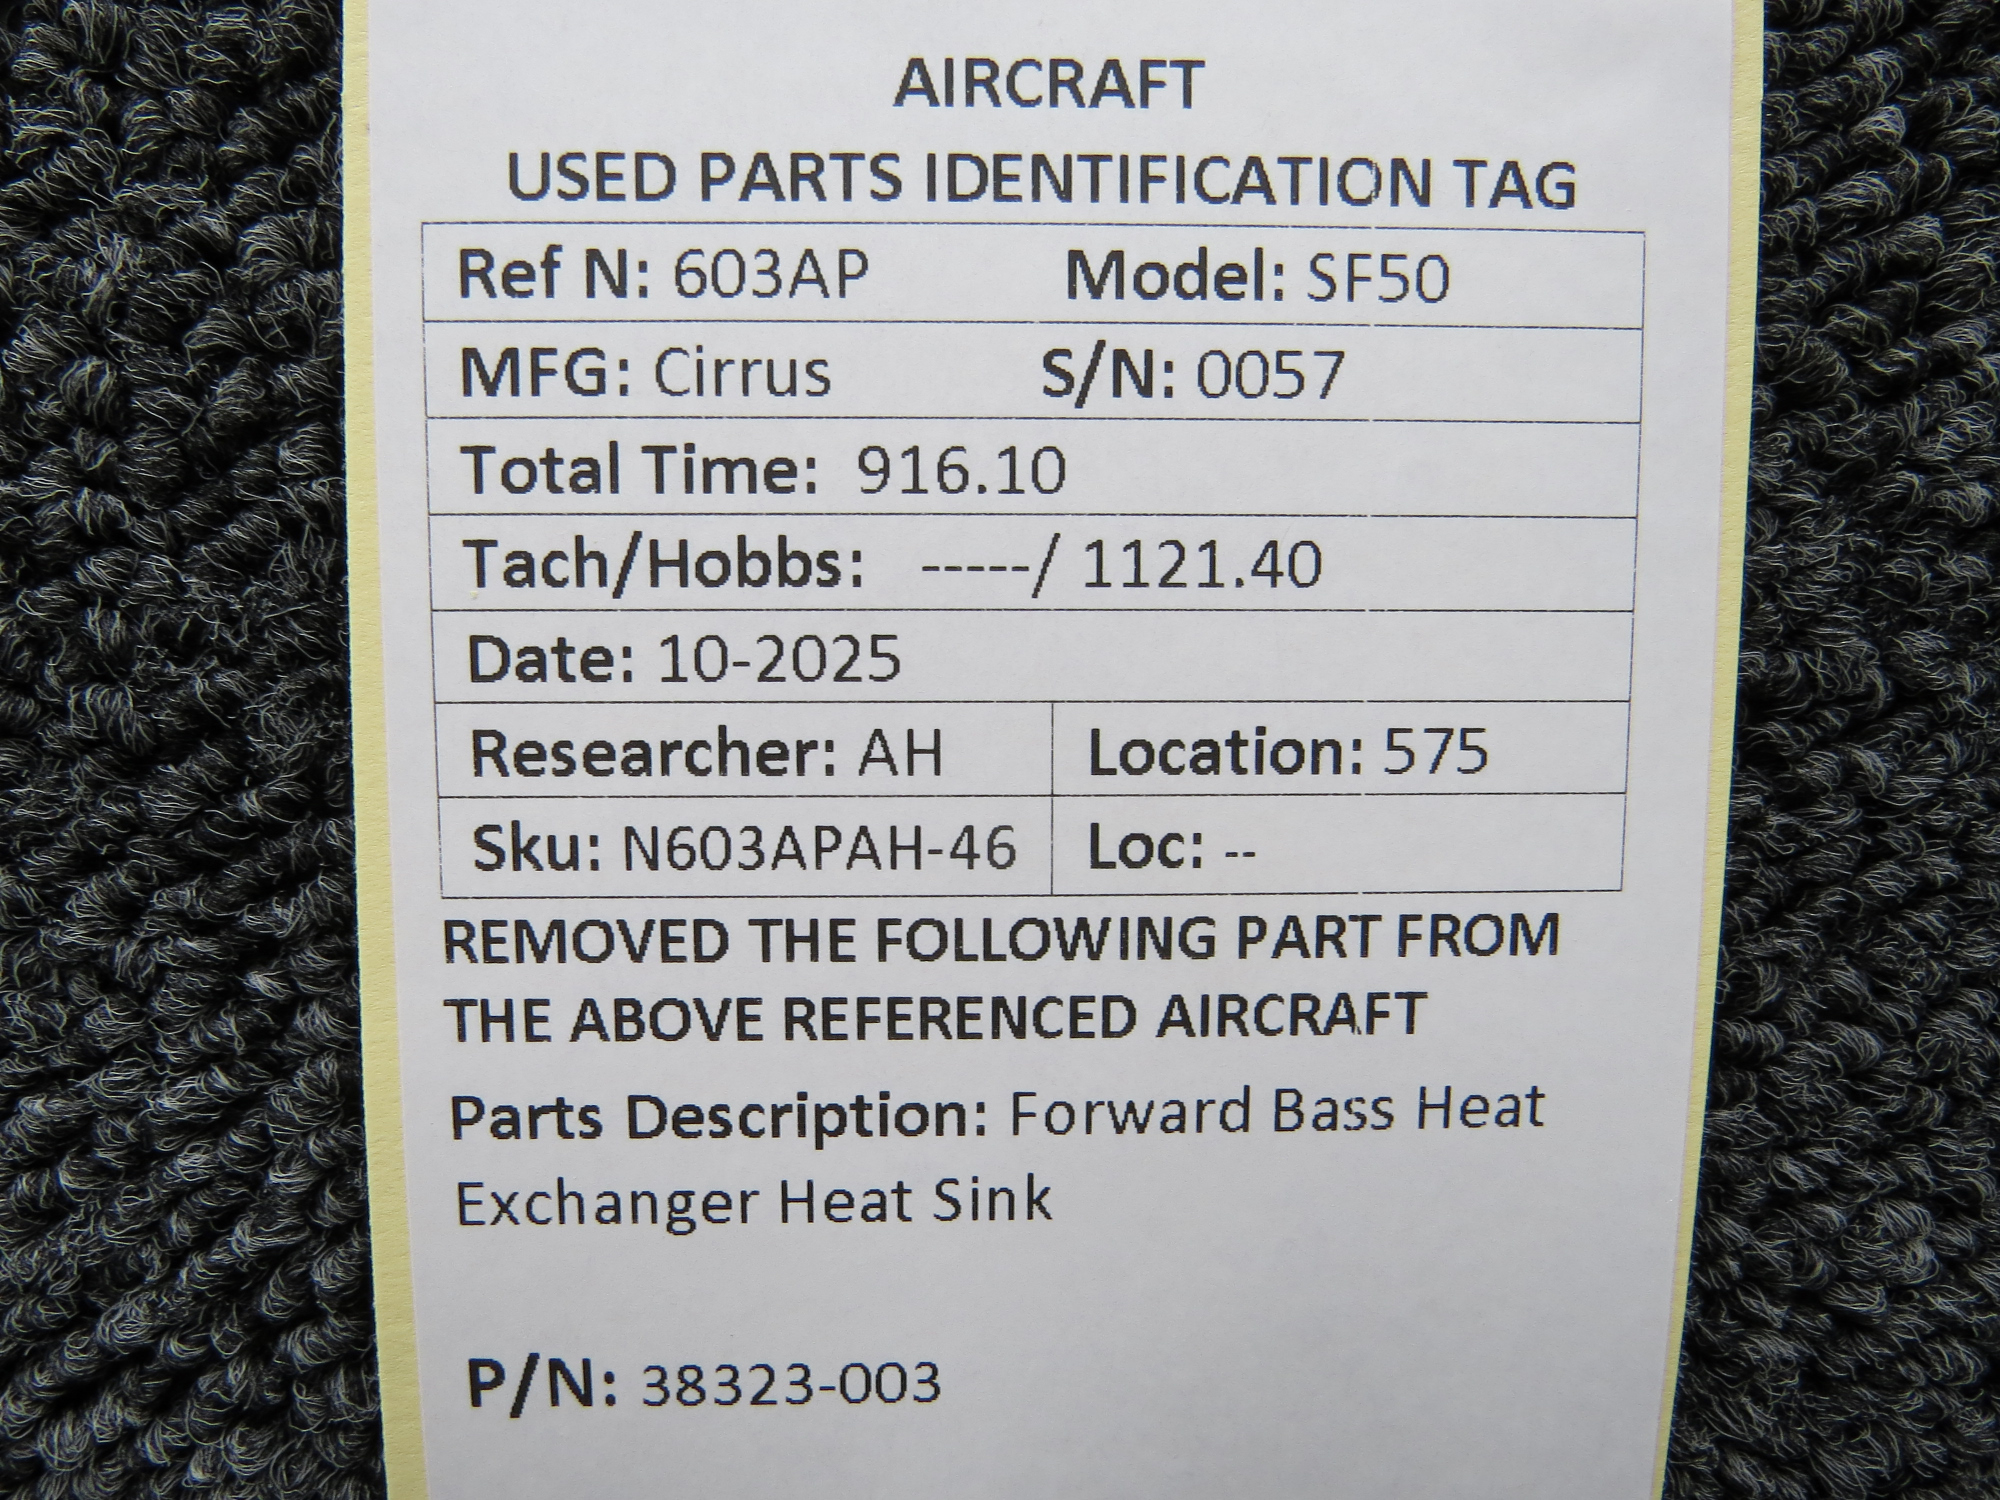 AIRCRAFT
USED PARTS IDENTIFICATION TAG
Ref N: 603AP Model: SF50
MFG: Cirrus S/N: 0057
Total Time: 916.10
Tach/Hobbs: -----/ 1121.40
Date: 10-2025
Researcher: AH Location: 575
Sku: N603APAH-46 Loc: --
REMOVED THE FOLLOWING PART FROM
THE ABOVE REFERENCED AIRCRAFT
Parts Description: Forward Bass Heat
Exchanger Heat Sink
P/N: 38323-003